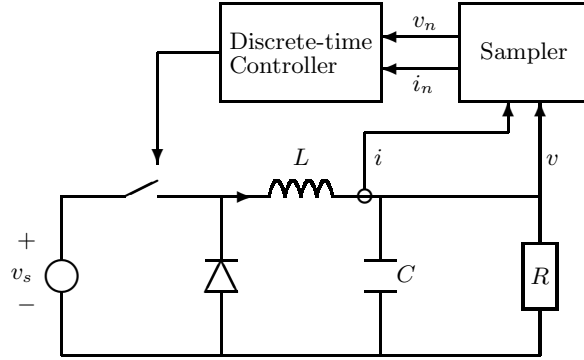 Discrete-time
Controller
v_n
i_n
Sampler
L
i
v
+
v_s
−
C
R